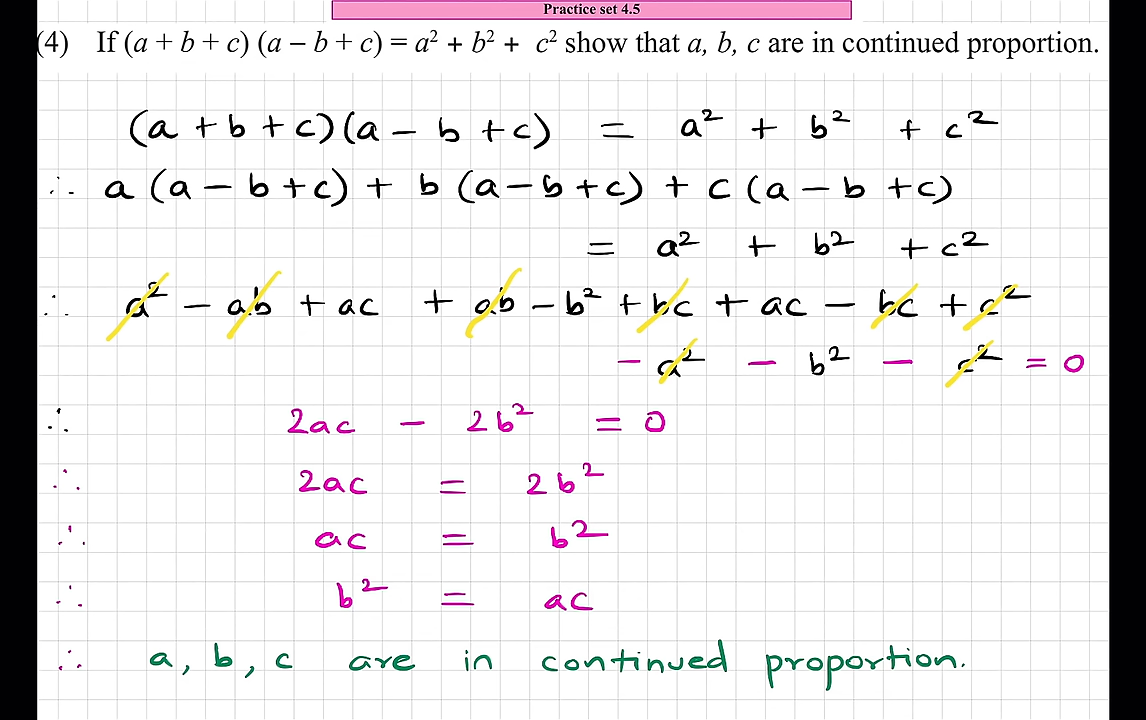 Practice set 4.5
(4) If (a + b + c) (a – b + c) = a² + b² + c² show that a, b, c are in continued proportion.
(a + b + c)(a – b + c) = a² + b² + c²
∴ a (a – b + c) + b (a – b + c) + c (a – b + c)
= a² + b² + c²
∴ a² – ab + ac + ab – b² + bc + ac – bc + c²
– a² – b² – c² = 0
∴ 2ac – 2b² = 0
∴ 2ac = 2b²
∴ ac = b²
∴ b² = ac
∴ a, b, c are in continued proportion.